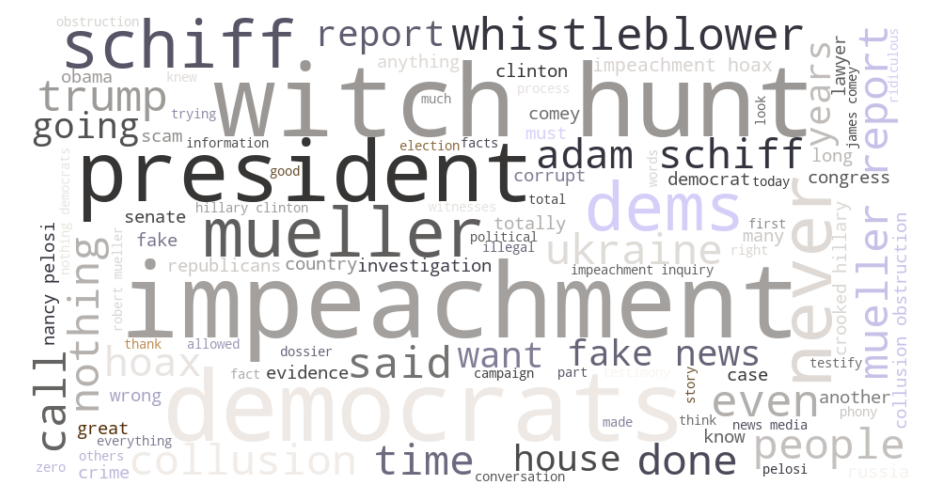 obstruction
schiff
report
whistleblower
anything
clinton
impeachment hoax
years
lawyer
report
ridiculous
obama
knew
trump
witch hunt
process
much
look
james comey
going
trying
comey
scam
information
must
election
facts
adam schiff
long
president
good
corrupt
words
democrat
today
congress
nothing democrats
senate
hillary clinton
witnesses
total
dems
first
fake
mueller
totally
many
political
illegal
ukraine
right
never
crooked hillary
mueller
collusion obstruction
nancy pelosi
nothing
robert mueller
republicans
country
investigation
impeachment inquiry
impeachment
thank
allowed
dossier
said
want
fake news
testify
hoax
fact
evidence
campaign
part
testimony
story
case
call
wrong
democrats
even
another
phony
great
everything
made
think
news media
know
people
others
zero
crime
collusion
time
house
done
conversation
pelosi
russia